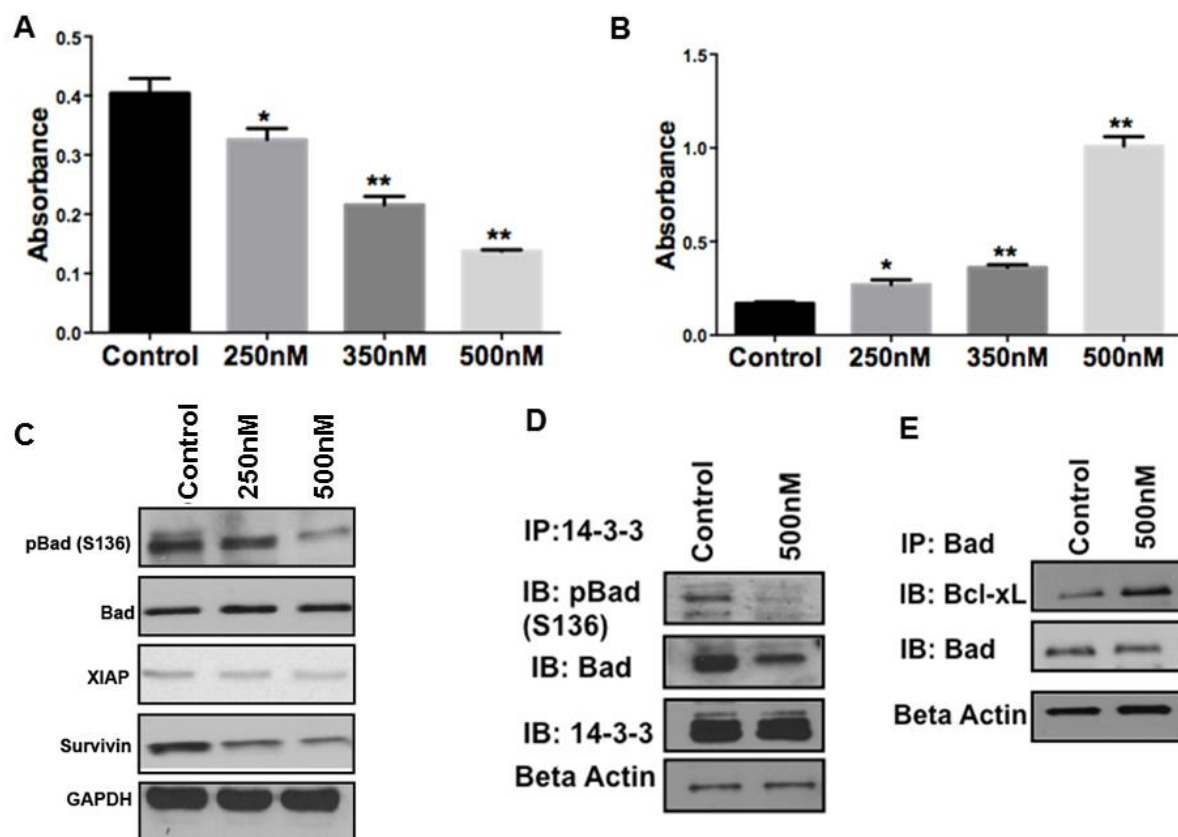 A
Absorbance
0.5
0.4
0.3
0.2
0.1
0.0
*
**
**
Control 250nM 350nM 500nM
B
Absorbance
1.5
1.0
0.5
0.0
*
**
**
Control 250nM 350nM 500nM
C
Control 250nM 500nM
pBad (S136)
Bad
XIAP
Survivin
GAPDH
D
Control 500nM
IP:14-3-3
IB: pBad
(S136)
IB: Bad
IB: 14-3-3
Beta Actin
E
Control 500nM
IP: Bad
IB: Bcl-xL
IB: Bad
Beta Actin